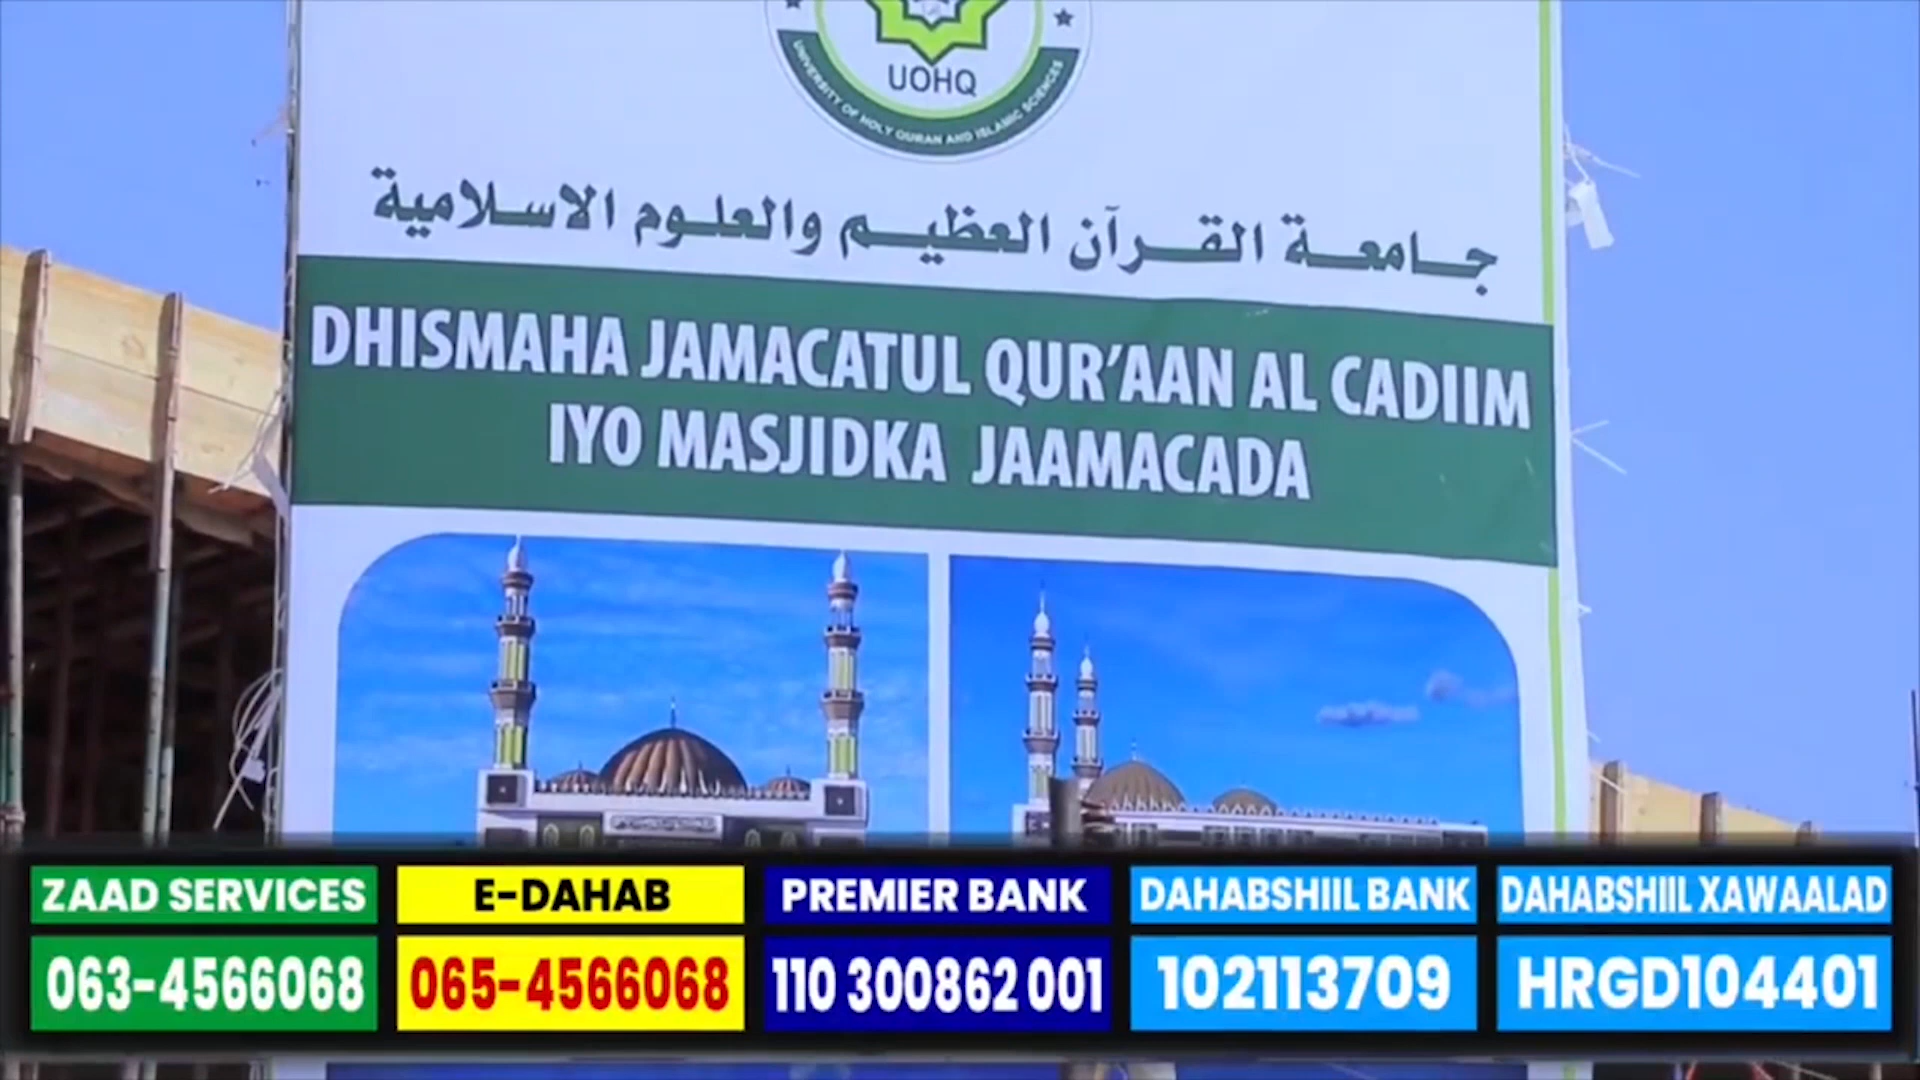 UOHQ
UNIVERSITY OF HOLY QURAN AND ISLAMIC SCIENCES
جامعة القرآن العظيم والعلوم الاسلامية
DHISMAHA JAMACATUL QUR’AAN AL CADIIM
IYO MASJIDKA JAAMACADA
ZAAD SERVICES
063-4566068
E-DAHAB
065-4566068
PREMIER BANK
110 300862 001
DAHABSHIIL BANK
102113709
DAHABSHIIL XAWAALAD
HRGD104401